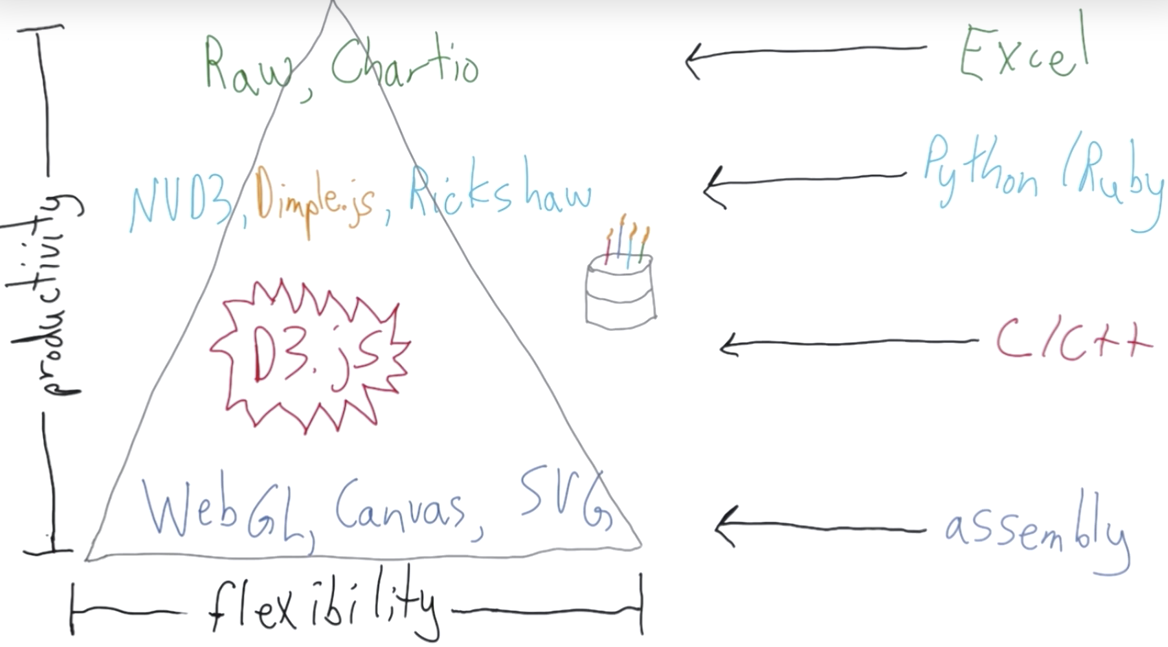 Raw, Chartio
Excel
NVD3, Dimple.js, Rickshaw
Python/Ruby
productivity
D3.js
C/C++
WebGL, Canvas, SVG
assembly
flexibility